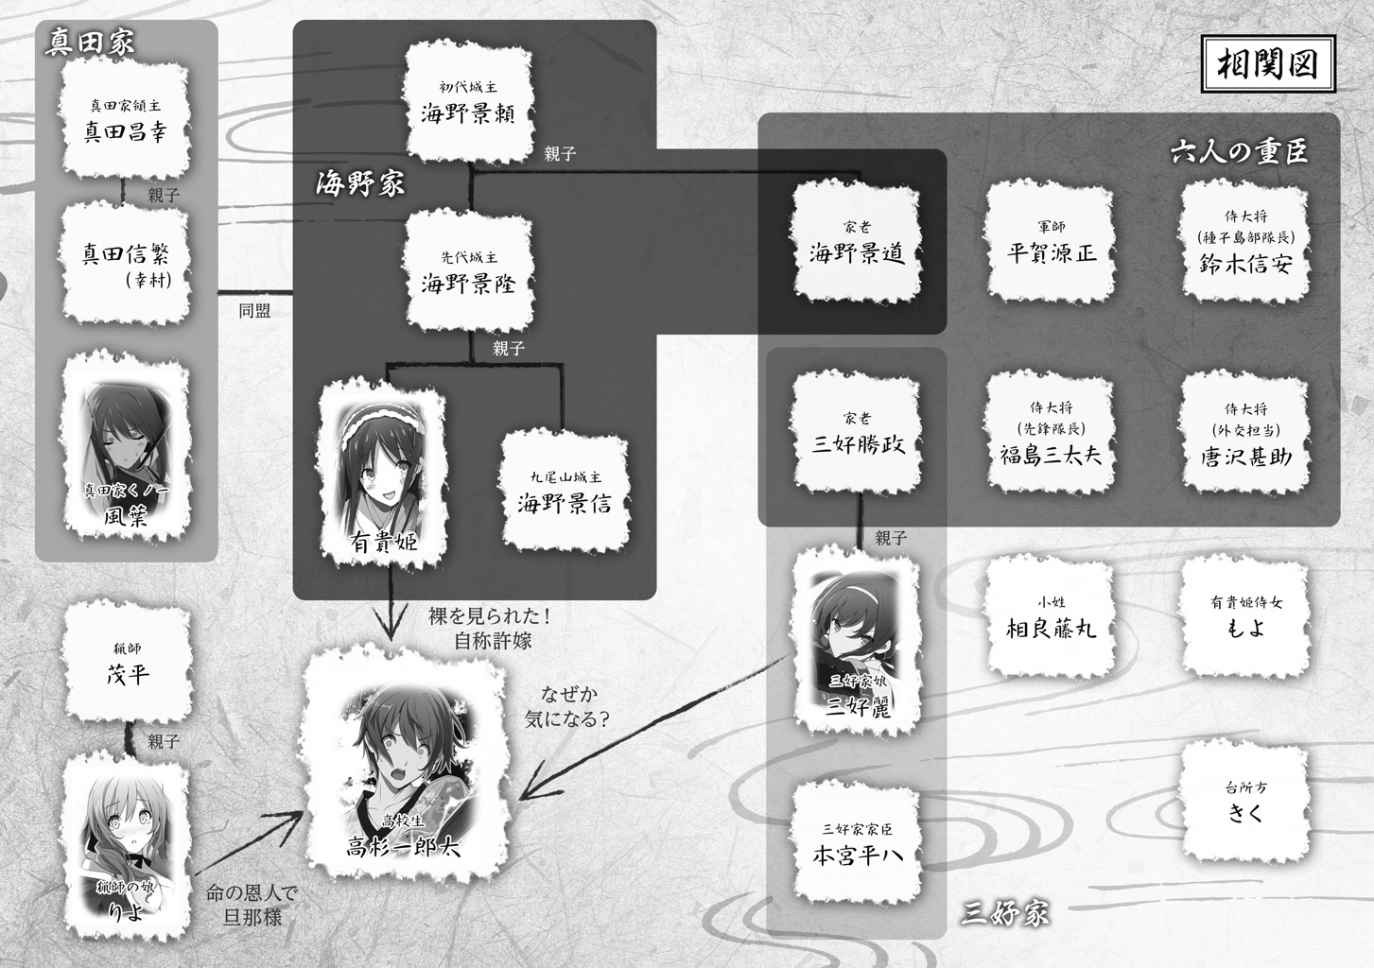 相関図
真田家
真田家領主
真田昌幸
親子
真田信繁
(幸村)
真田家くノ一
風葉
同盟
海野家
初代城主
海野景頼
親子
先代城主
海野景隆
親子
有貴姫
九尾山城主
海野景信
六人の重臣
家老
海野景道
軍師
平賀源正
侍大将
(種子島部隊長)
鈴木信安
家老
三好勝政
侍大将
(先鋒隊長)
福島三太夫
侍大将
(外交担当)
唐沢甚助
親子
三好家娘
三好麗
三好家家臣
本宮平八
三好家
小姓
相良藤丸
有貴姫侍女
もよ
台所方
きく
猟師
茂平
親子
猟師の娘
りよ
命の恩人で
旦那様
裸を見られた！
自称許嫁
なぜか
気になる？
高校生
高杉一郎太